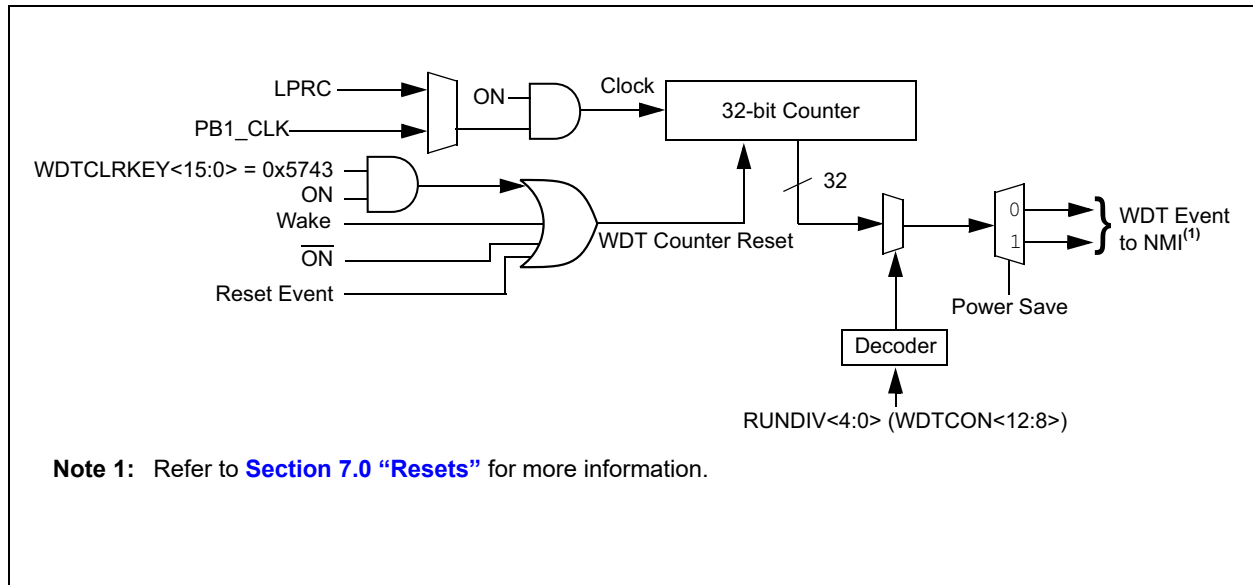 LPRC
ON
Clock
32-bit Counter
PB1_CLK
WDTCLRKEY<15:0> = 0x5743
ON
32
Wake
WDT Counter Reset
0
1
WDT Event
to NMI(1)
ON
Reset Event
Power Save
Decoder
RUNDIV<4:0> (WDTCON<12:8>)
Note 1: Refer to Section 7.0 “Resets” for more information.